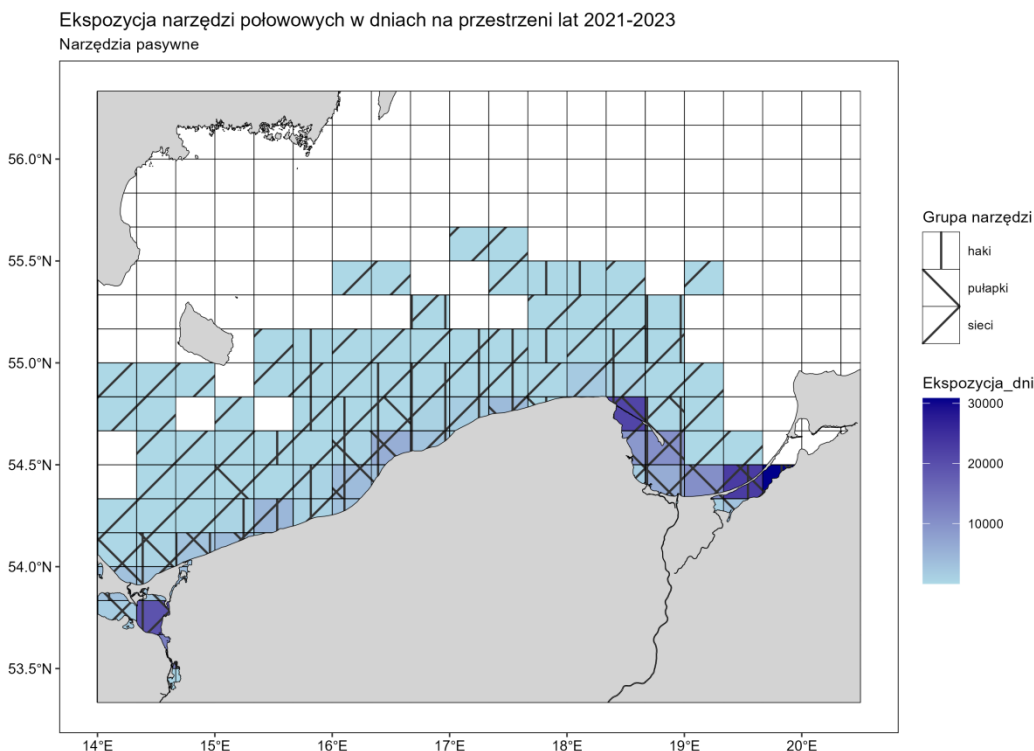 Ekspozycja narzędzi połowowych w dniach na przestrzeni lat 2021-2023
Narzędzia pasywne
56.0°N
55.5°N
55.0°N
54.5°N
54.0°N
53.5°N
14°E 15°E 16°E 17°E 18°E 19°E 20°E
Grupa narzędzi
haki
pułapki
sieci
Ekspozycja_dni
30000
20000
10000